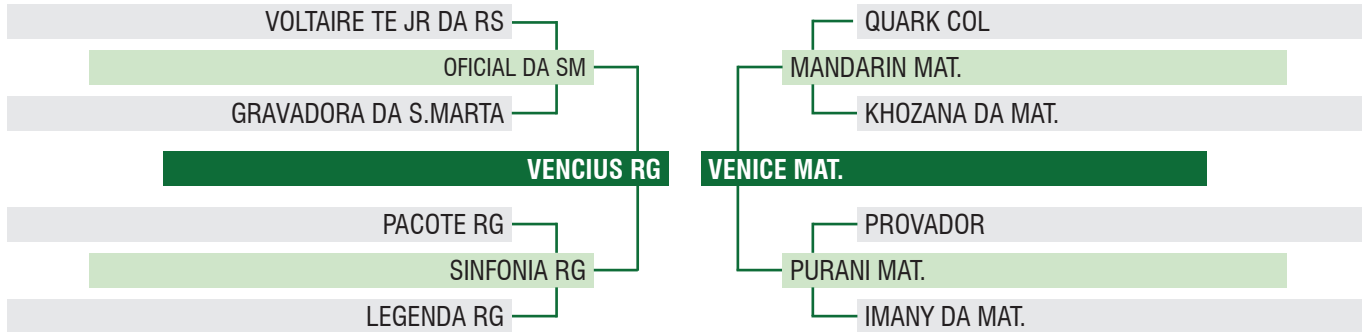 VOLTAIRE TE JR DA RS
OFICIAL DA SM
GRAVADORA DA S.MARTA
VENCIUS RG
PACOTE RG
SINFONIA RG
LEGENDA RG
QUARK COL
MANDARIN MAT.
KHOZANA DA MAT.
VENICE MAT.
PROVADOR
PURANI MAT.
IMANY DA MAT.